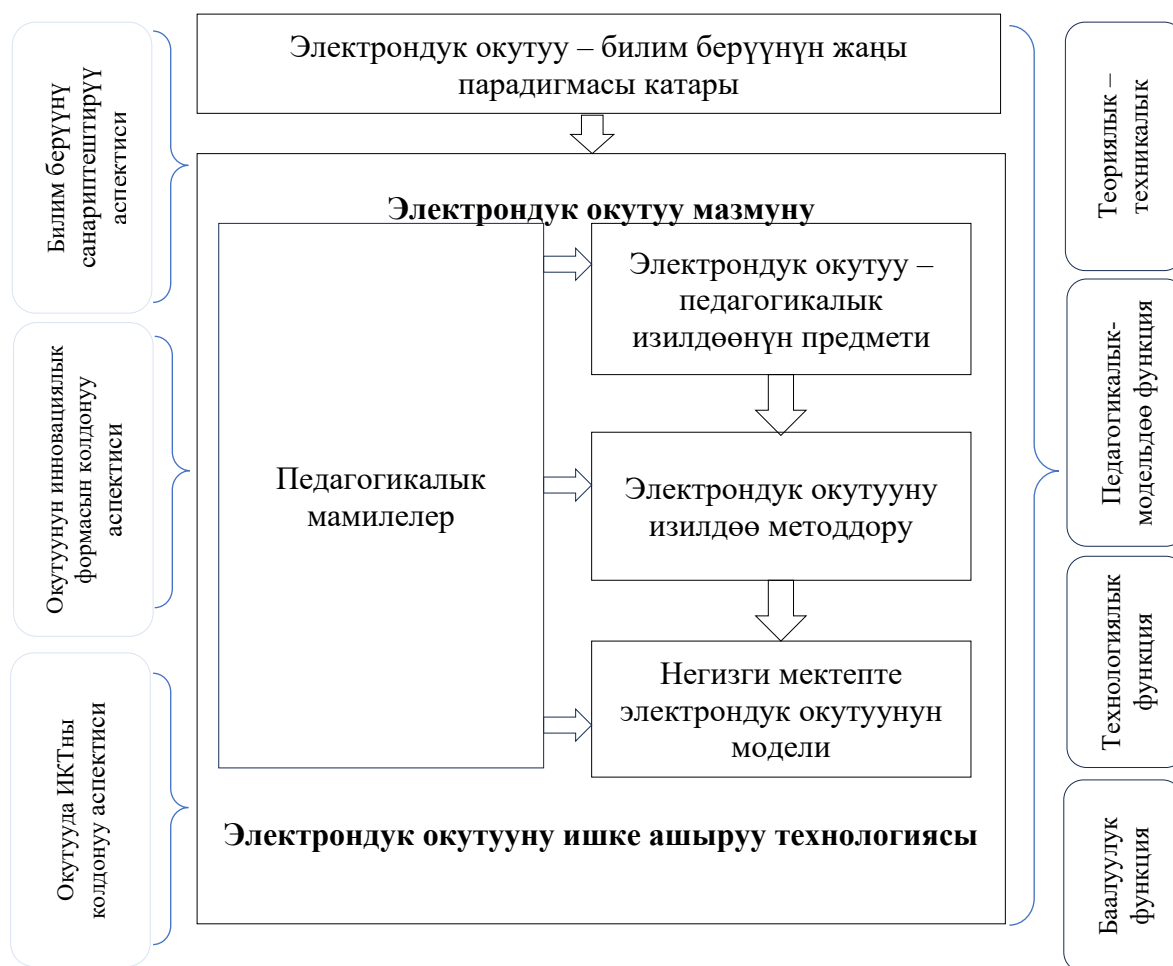 Электрондук окутуу – билим берүүнүн жаңы
парадигмасы катары
Билим берүүнү
санариптештирүү
аспектиси
Окутуунун инновациялык
формасын колдонуу
аспектиси
Окутууда ИКТны
колдонуу аспектиси
Электрондук окутуу мазмуну
Педагогикалык
мамилелер
Электрондук окутуу –
педагогикалык
изилдөөнүн предмети
Электрондук окутууну
изилдөө методдору
Негизги мектепте
электрондук окутуунун
модели
Электрондук окутууну ишке ашыруу технологиясы
Теориялык –
техникалык
Педагогикалык-
модельдөө функция
Технологиялык
функция
Баалуулук
функция